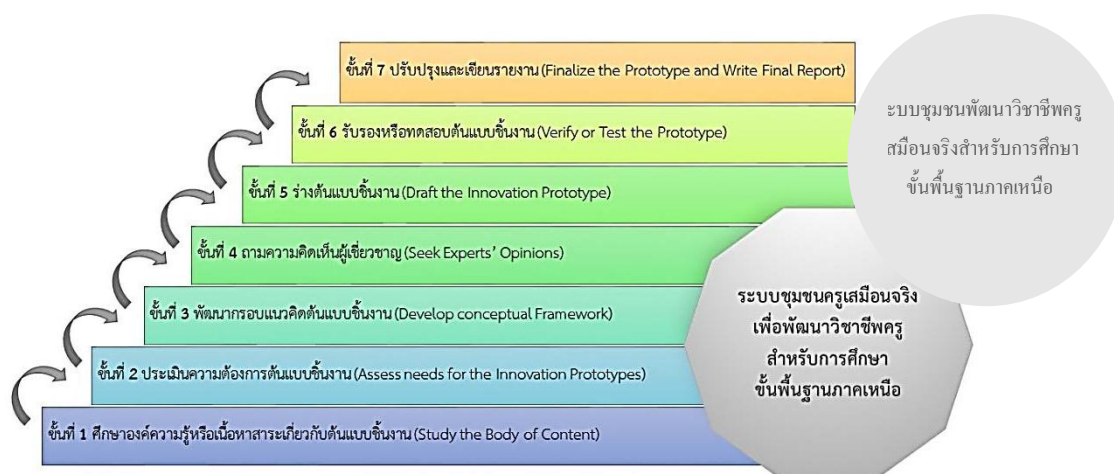 ขั้นที่ 7 ปรับปรุงและเขียนรายงาน (Finalize the Prototype and Write Final Report)
ขั้นที่ 6 รับรองหรือทดสอบต้นแบบชิ้นงาน (Verify or Test the Prototype)
ขั้นที่ 5 ร่างต้นแบบชิ้นงาน (Draft the Innovation Prototype)
ขั้นที่ 4 ถามความคิดเห็นผู้เชี่ยวชาญ (Seek Experts' Opinions)
ขั้นที่ 3 พัฒนากรอบแนวคิดต้นแบบชิ้นงาน (Develop conceptual Framework)
ขั้นที่ 2 ประเมินความต้องการต้นแบบชิ้นงาน (Assess needs for the Innovation Prototypes)
ขั้นที่ 1 ศึกษาองค์ความรู้หรือเนื้อหาสาระเกี่ยวกับต้นแบบชิ้นงาน (Study the Body of Content)
ะบบชุมชนพัฒนาวิชาชีพครู
สมือนจริงสำหรับการศึกษา
ขั้นพื้นฐานภาคเหนือ
ระบบชุมชนครูเสมือนจริง
เพื่อพัฒนาวิชาชีพครู
สำหรับการศึกษา
ขั้นพื้นฐานภาคเหนือ